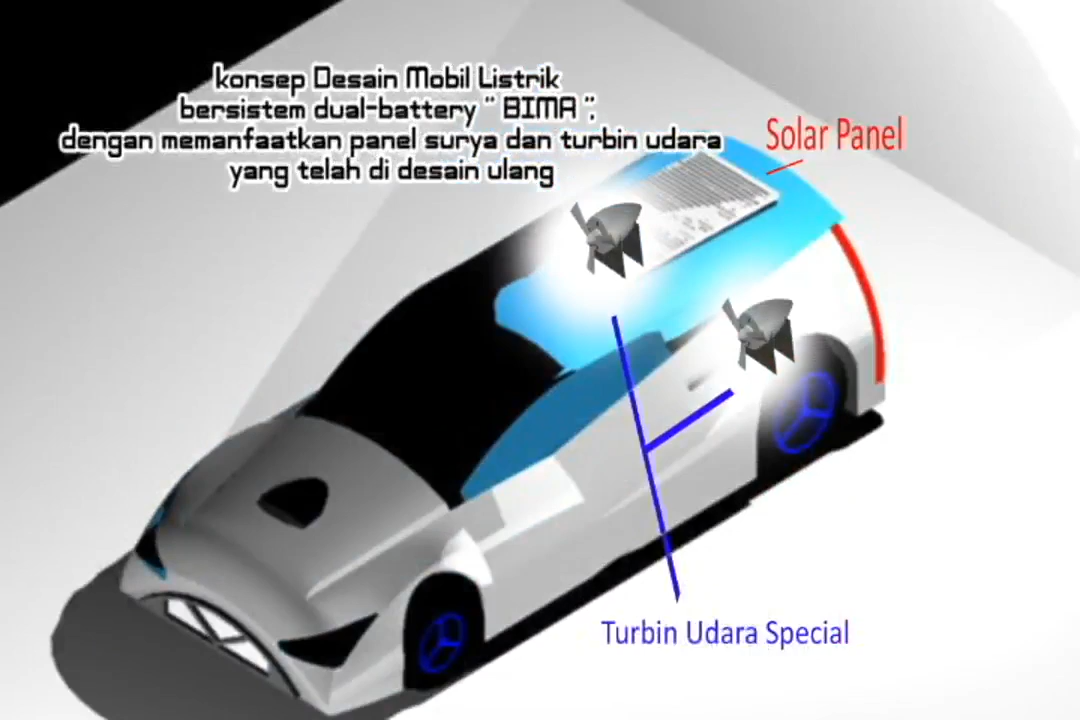 konsep Desain Mobil Listrik
bersistem dual-battery " BIMA ",
dengan memanfaatkan panel surya dan turbin udara
yang telah di desain ulang
Solar Panel
Turbin Udara Special